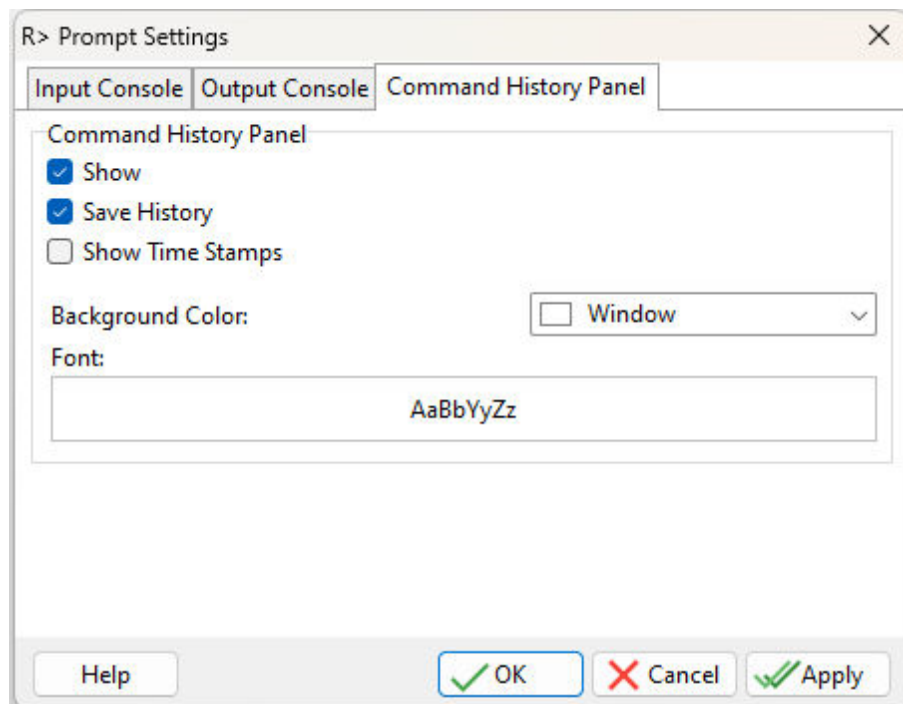 R> Prompt Settings
Input Console Output Console Command History Panel
Command History Panel
Show
Save History
Show Time Stamps
Background Color: Window
Font:
AaBbYyZz
Help OK Cancel Apply